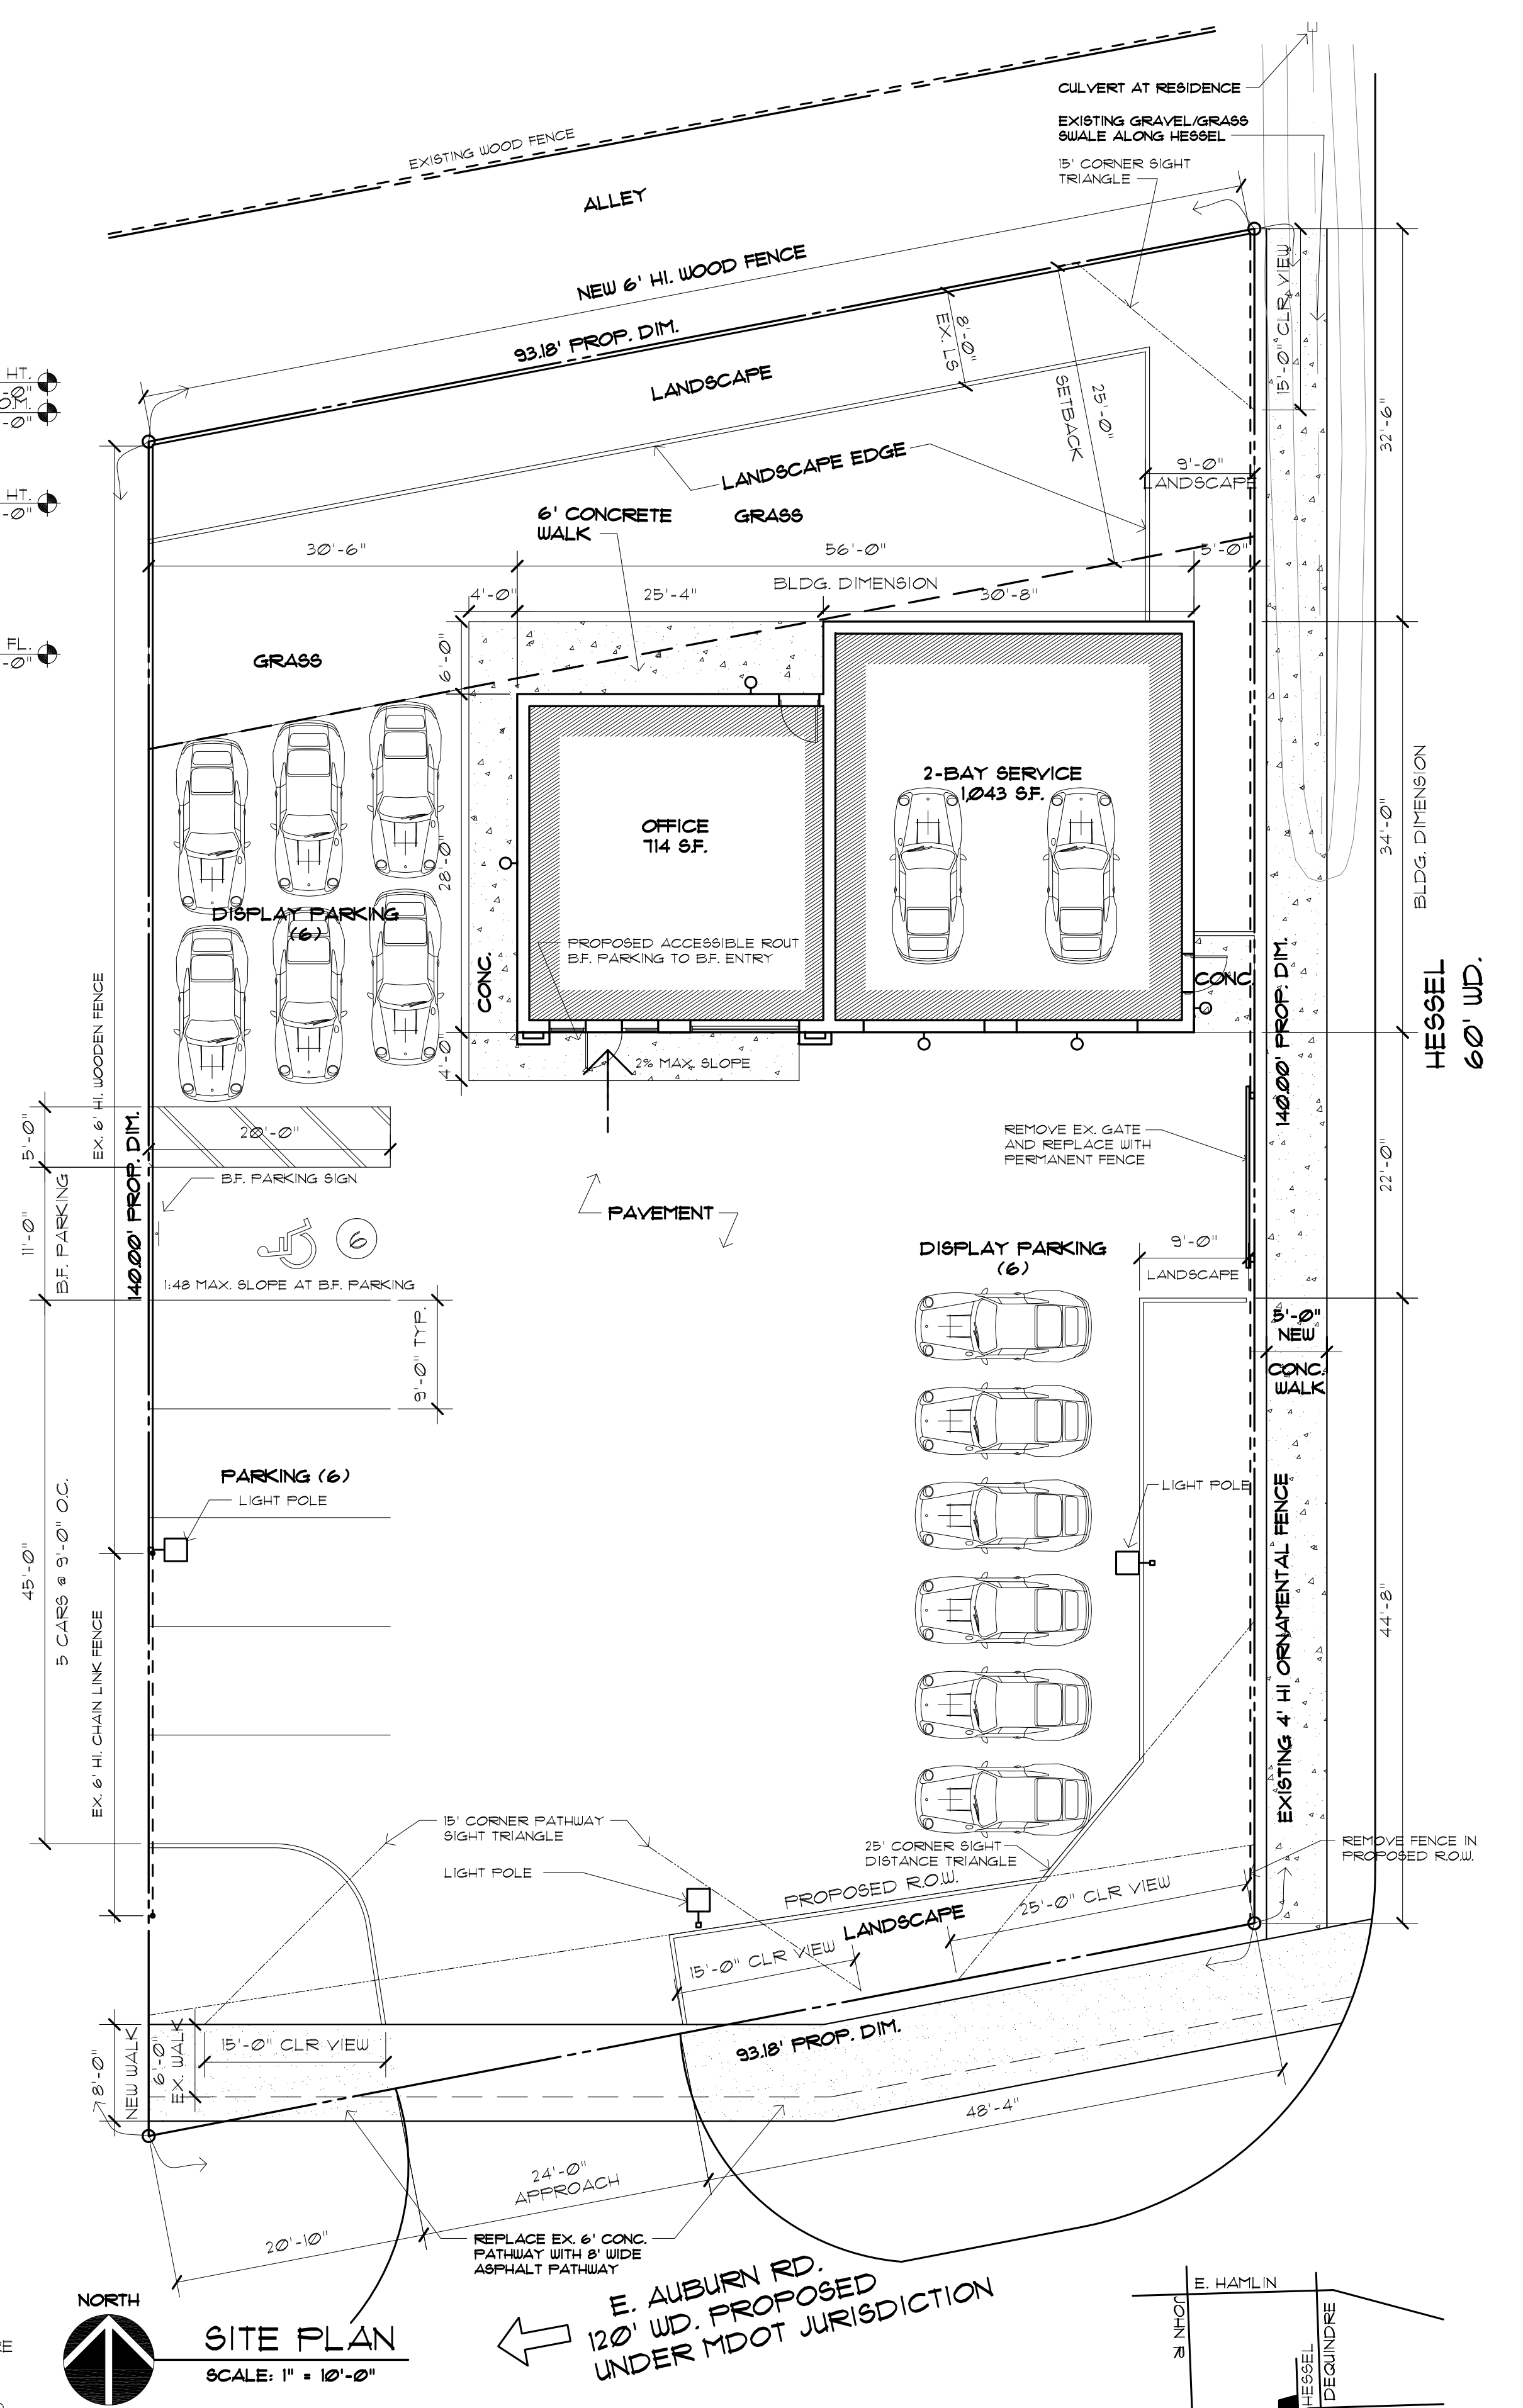 CULVERT AT RESIDENCE
EXISTING GRAVEL/GRASS
SWALE ALONG HESSEL
15' CORNER SIGHT
TRIANGLE
EXISTING WOOD FENCE
ALLEY
NEW 6' HI. WOOD FENCE
93.18' PROP. DIM.
LANDSCAPE
8'-0"
EX. LS
25'-0"
SETBACK
15'-0" CLR. VIEW
32'-6"
HT.
-0"
O.M.
-0"
HT.
-0"
FL.
-0"
LANDSCAPE EDGE
9'-0"
LANDSCAPE
6' CONCRETE
WALK
GRASS
30'-6"
56'-0"
5'-0"
BLDG. DIMENSION
4'-0"
25'-4"
30'-8"
6'-0"
GRASS
28'-0"
OFFICE
714 S.F.
2-BAY SERVICE
1,043 S.F.
34'-0"
BLDG. DIMENSION
DISPLAY PARKING
(6)
CONC.
PROPOSED ACCESSIBLE ROUT
B.F. PARKING TO B.F. ENTRY
CONC.
140.00' PROP. DIM.
HESSEL
60' WD.
4'-0"
2% MAX. SLOPE
EX. 6' HI. WOODEN FENCE
5'-0"
20'-0"
REMOVE EX. GATE
AND REPLACE WITH
PERMANENT FENCE
22'-0"
B.F. PARKING SIGN
11'-0"
B.F. PARKING
140.00' PROP. DIM.
6
1:48 MAX. SLOPE AT B.F. PARKING
PAVEMENT
DISPLAY PARKING
(6)
9'-0"
LANDSCAPE
5'-0"
NEW
CONC.
WALK
9'-0" TYP.
PARKING (6)
LIGHT POLE
LIGHT POLE
45'-0"
5 CARS @ 9'-0" O.C.
EX. 6' HI. CHAIN LINK FENCE
EXISTING 4' HI ORNAMENTAL FENCE
44'-8"
15' CORNER PATHWAY
SIGHT TRIANGLE
LIGHT POLE
25' CORNER SIGHT
DISTANCE TRIANGLE
REMOVE FENCE IN
PROPOSED R.O.W.
PROPOSED R.O.W.
LANDSCAPE
25'-0" CLR VIEW
15'-0" CLR VIEW
8'-0"
NEW WALK
6'-0"
EX. WALK
15'-0" CLR VIEW
93.18' PROP. DIM.
48'-4"
24'-0"
APPROACH
20'-10"
REPLACE EX. 6' CONC.
PATHWAY WITH 8' WIDE
ASPHALT PATHWAY
E. AUBURN RD.
120' WD. PROPOSED
UNDER MDOT JURISDICTION
NORTH
SITE PLAN
SCALE: 1" = 10'-0"
E. HAMLIN
JOHN R
HESSEL
DEQUINDRE